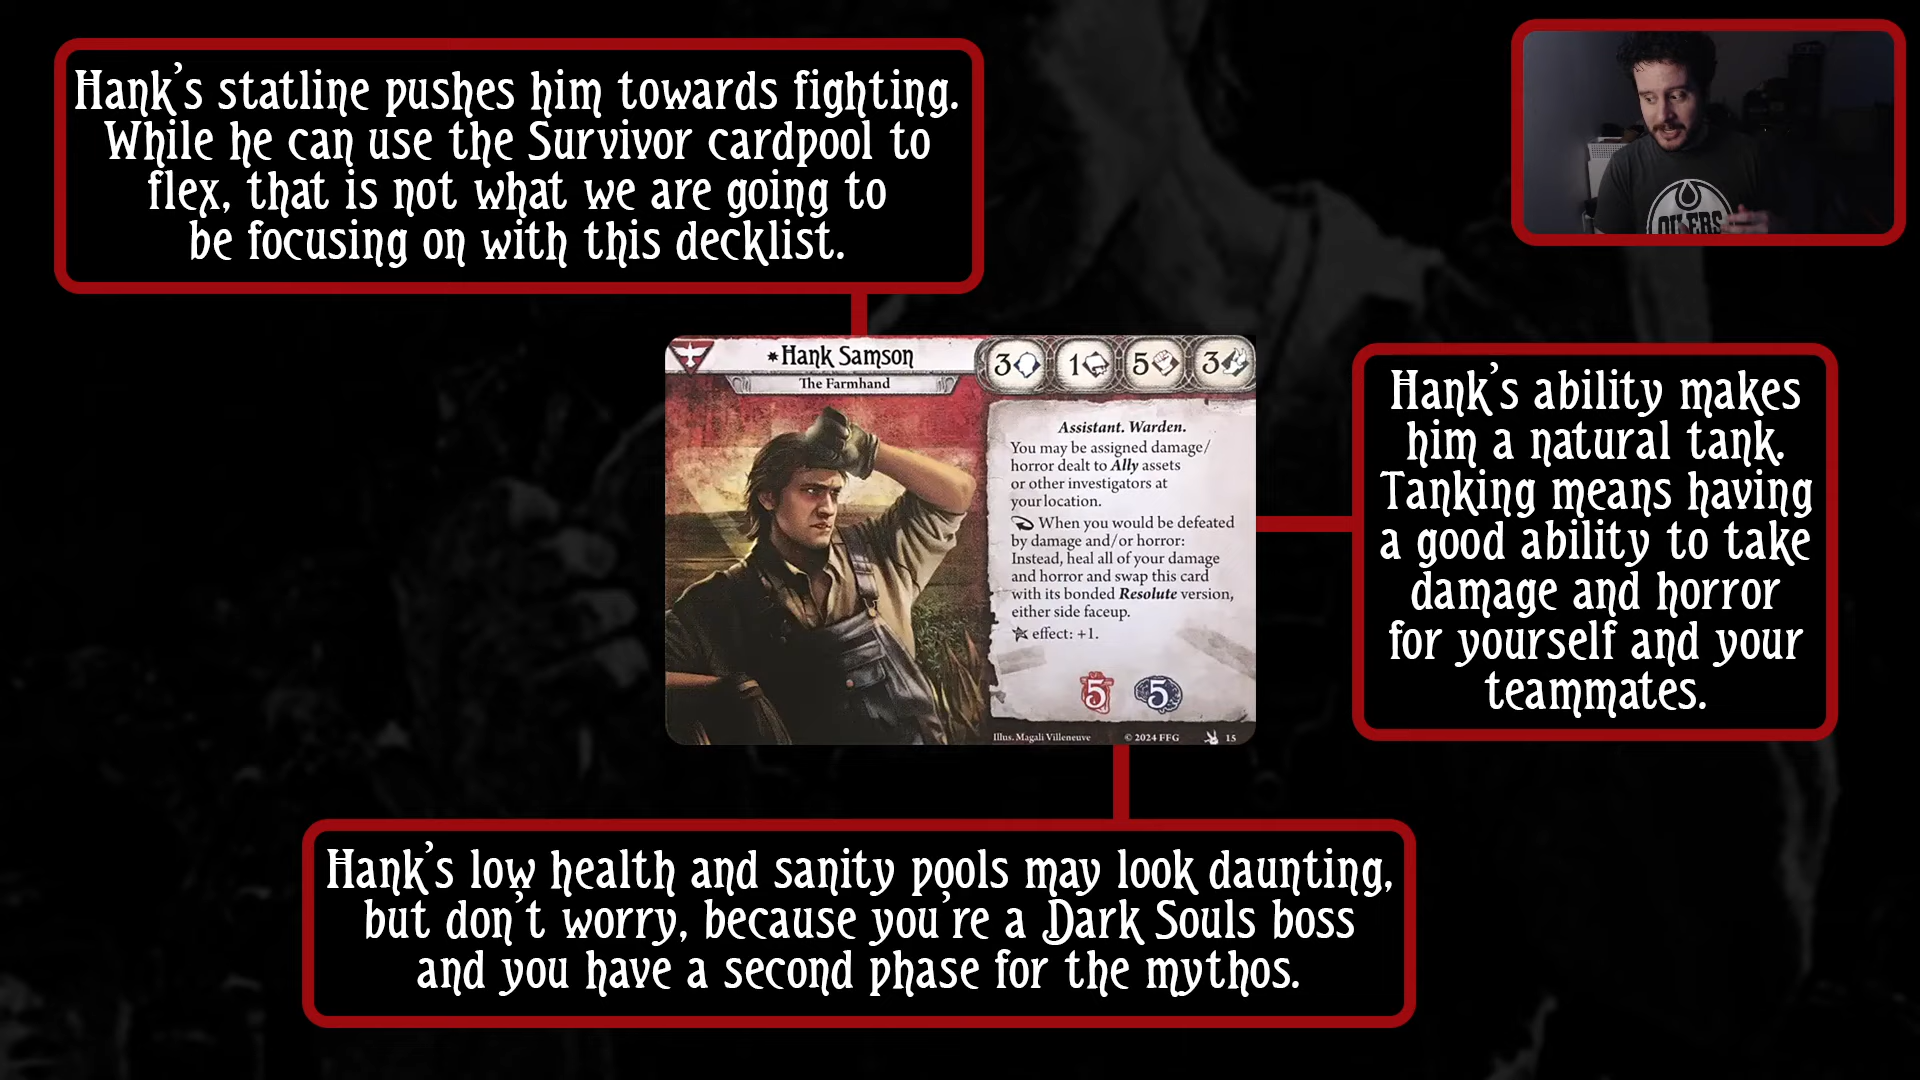 Hank's statline pushes him towards fighting.
While he can use the Survivor cardpool to
flex, that is not what we are going to
be focusing on with this decklist.
OILERS
Hank Samson
The Farmhand
3 1 5 3
Assistant. Warden.
You may be assigned damage/
horror dealt to Ally assets
or other investigators at
your location.
When you would be defeated
by damage and/or horror:
Instead, heal all of your damage
and horror and swap this card
with its bonded Resolute version,
either side faceup.
effect: +1.
5 5
Illus. Magali Villeneuve © 2024 FFG 15
Hank's ability makes
him a natural tank.
Tanking means having
a good ability to take
damage and horror
for yourself and your
teammates.
Hank's low health and sanity pools may look daunting,
but don't worry, because you're a Dark Souls boss
and you have a second phase for the mythos.